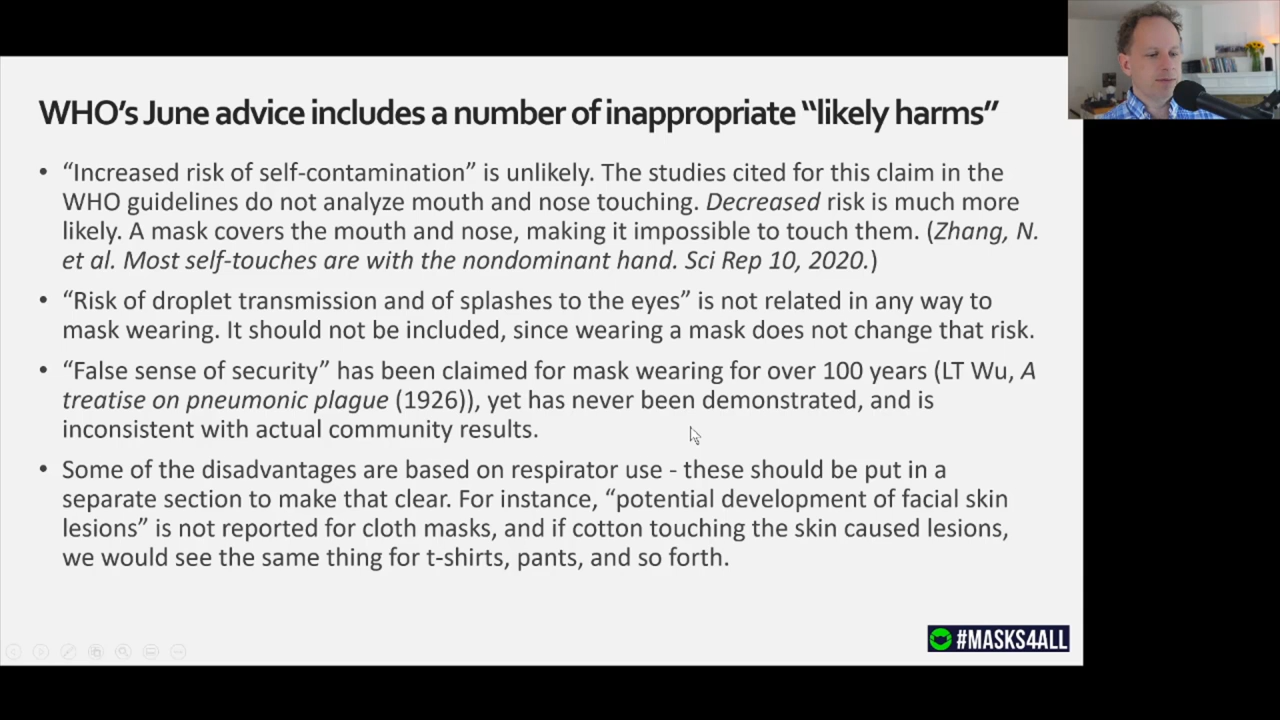 WHO's June advice includes a number of inappropriate “likely harms”
• “Increased risk of self-contamination” is unlikely. The studies cited for this claim in the
WHO guidelines do not analyze mouth and nose touching. Decreased risk is much more
likely. A mask covers the mouth and nose, making it impossible to touch them. (Zhang, N.
et al. Most self-touches are with the nondominant hand. Sci Rep 10, 2020.)
• “Risk of droplet transmission and of splashes to the eyes” is not related in any way to
mask wearing. It should not be included, since wearing a mask does not change that risk.
• “False sense of security” has been claimed for mask wearing for over 100 years (LT Wu, A
treatise on pneumonic plague (1926)), yet has never been demonstrated, and is
inconsistent with actual community results.
• Some of the disadvantages are based on respirator use - these should be put in a
separate section to make that clear. For instance, “potential development of facial skin
lesions” is not reported for cloth masks, and if cotton touching the skin caused lesions,
we would see the same thing for t-shirts, pants, and so forth.
#MASKS4ALL